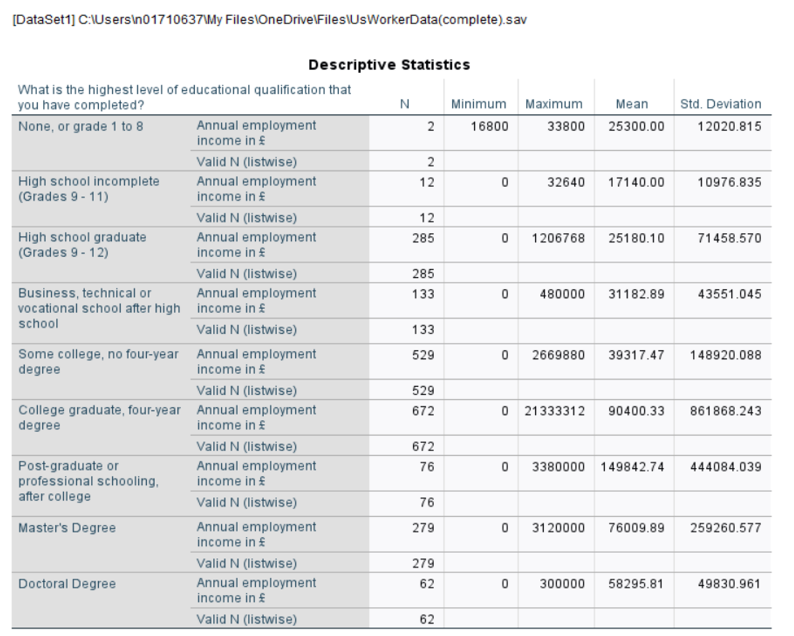 [DataSet1] C:\Users\n01710637\My Files\OneDrive\Files\UsWorkerData(complete).sav
Descriptive Statistics
What is the highest level of educational qualification that
you have completed?
N Minimum Maximum Mean Std. Deviation
None, or grade 1 to 8 Annual employment 2 16800 33800 25300.00 12020.815
income in £
Valid N (listwise) 2
High school incomplete Annual employment 12 0 32640 17140.00 10976.835
(Grades 9 - 11) income in £
Valid N (listwise) 12
High school graduate Annual employment 285 0 1206768 25180.10 71458.570
(Grades 9 - 12) income in £
Valid N (listwise) 285
Business, technical or Annual employment 133 0 480000 31182.89 43551.045
vocational school after high income in £
school Valid N (listwise) 133
Some college, no four-year Annual employment 529 0 2669880 39317.47 148920.088
degree income in £
Valid N (listwise) 529
College graduate, four-year Annual employment 672 0 21333312 90400.33 861868.243
degree income in £
Valid N (listwise) 672
Post-graduate or Annual employment 76 0 3380000 149842.74 444084.039
professional schooling, income in £
after college Valid N (listwise) 76
Master's Degree Annual employment 279 0 3120000 76009.89 259260.577
income in £
Valid N (listwise) 279
Doctoral Degree Annual employment 62 0 300000 58295.81 49830.961
income in £
Valid N (listwise) 62